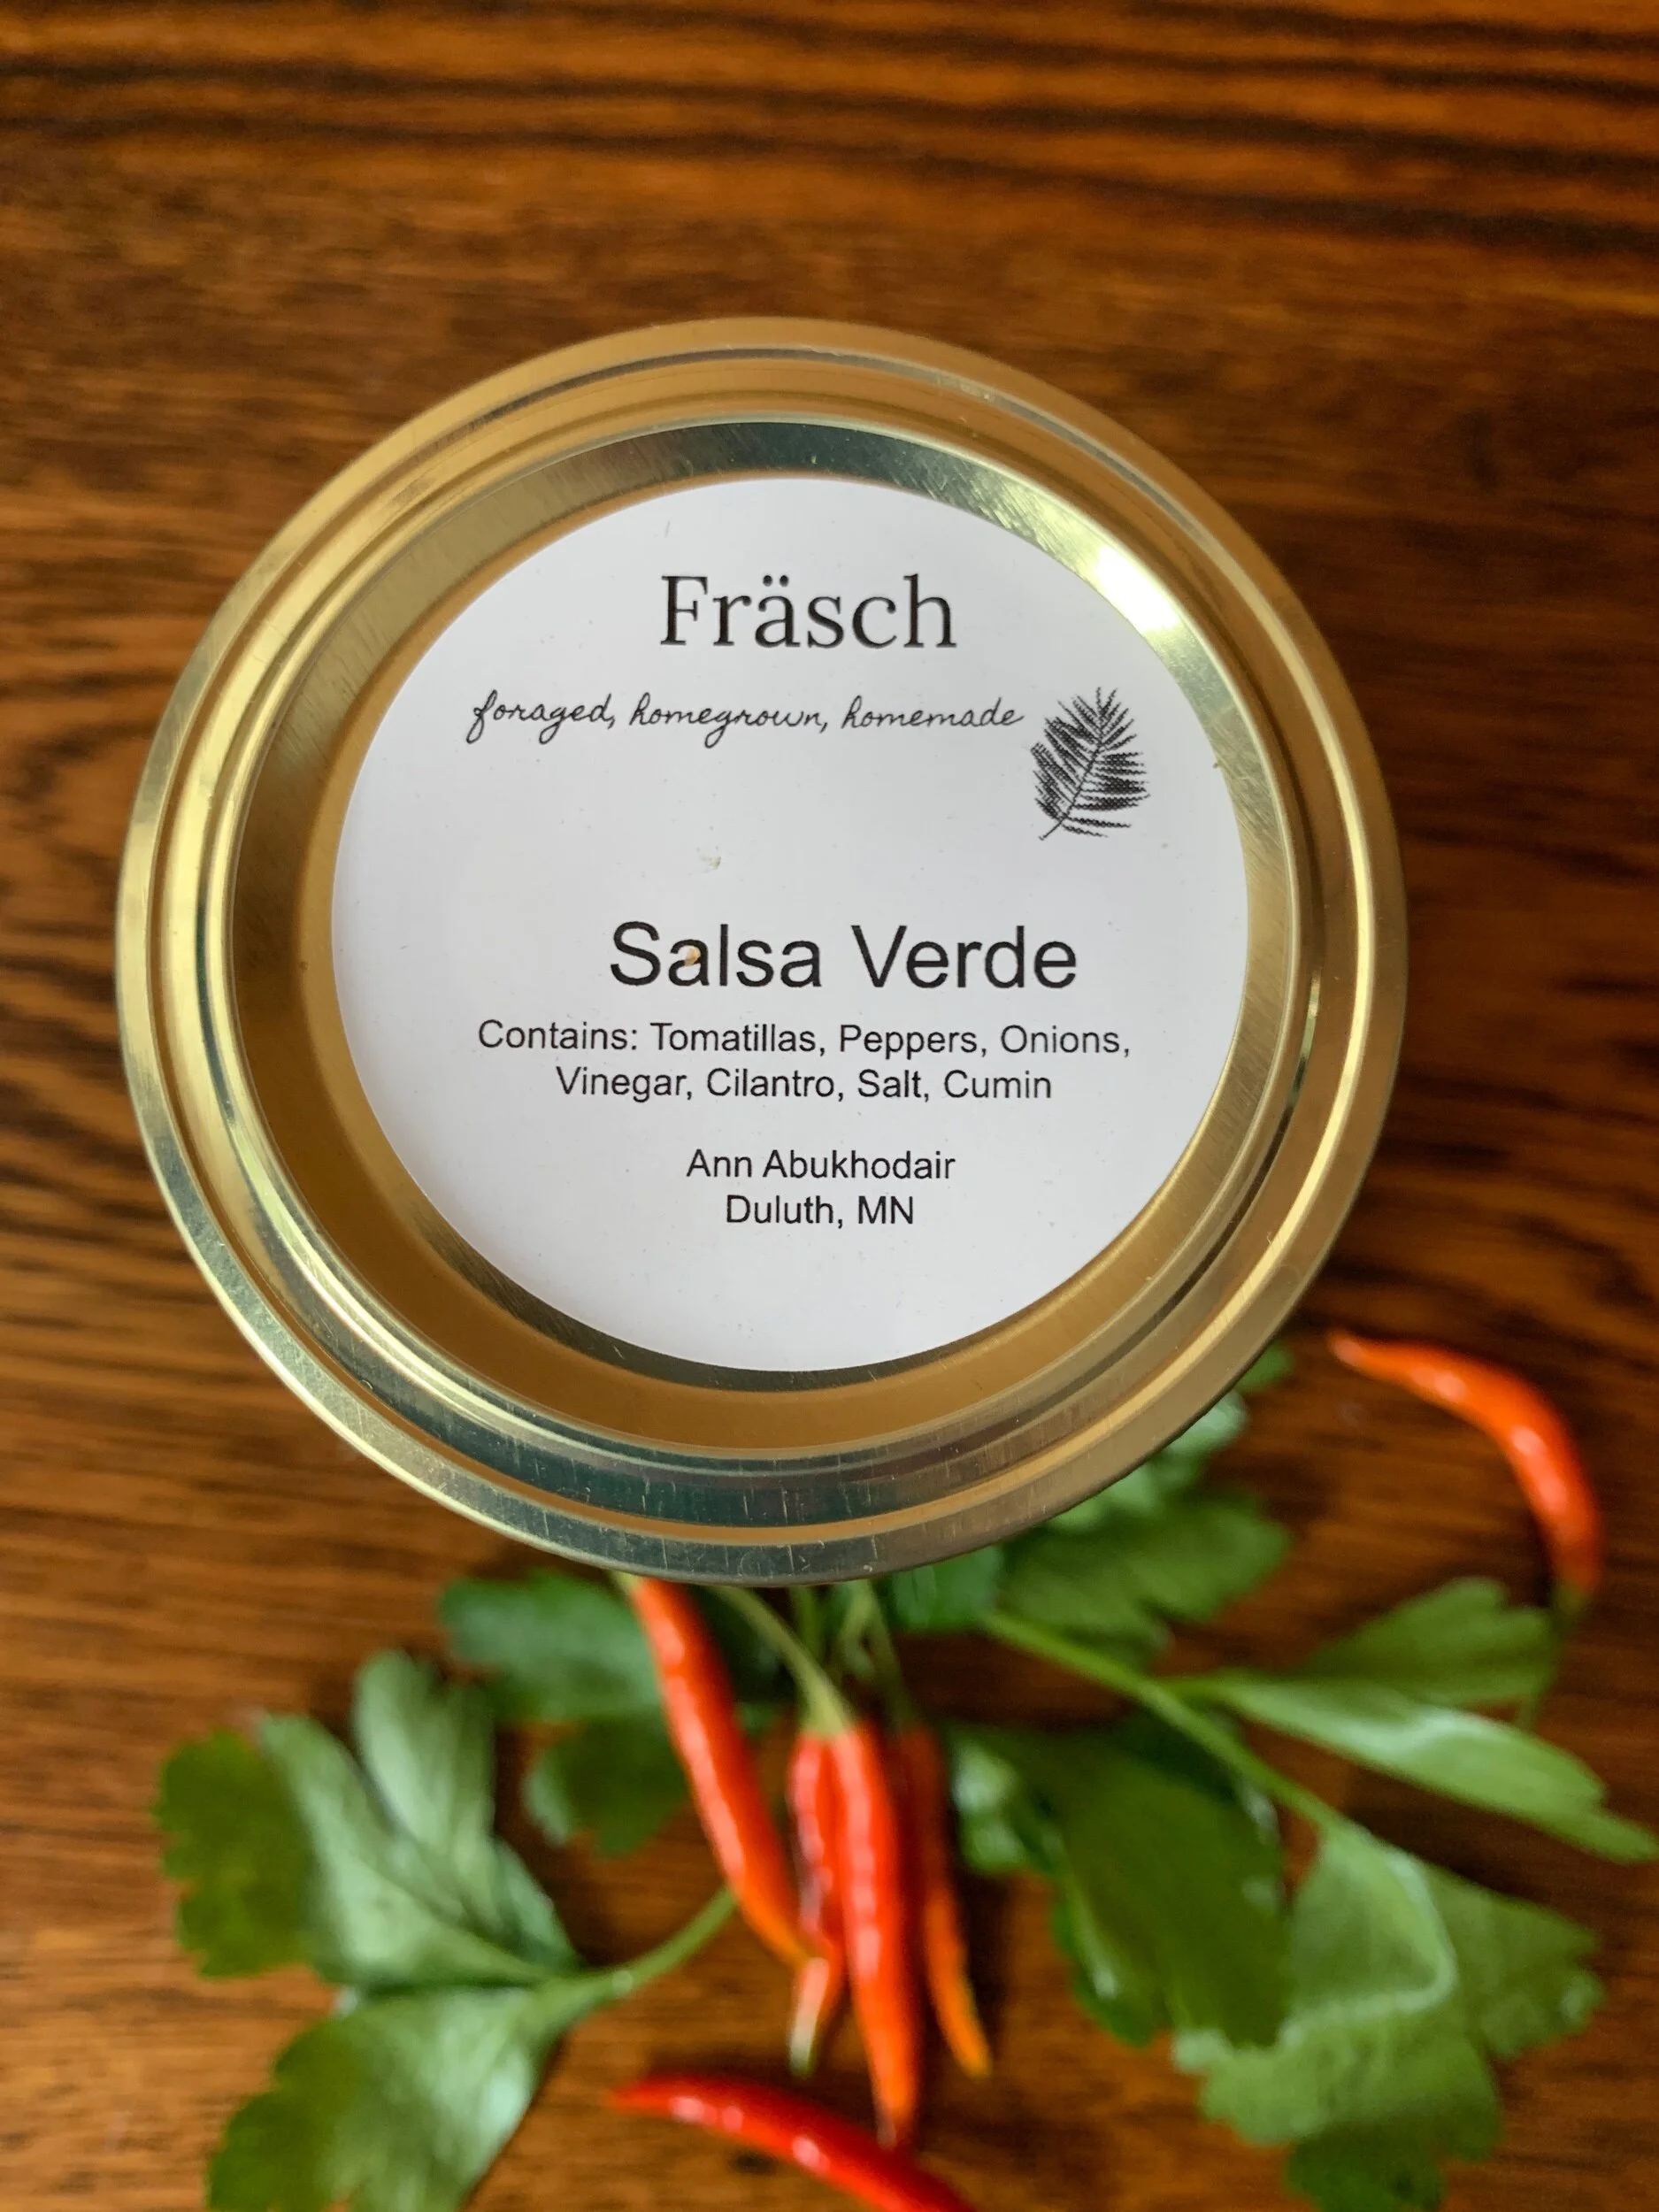 Fräsch
foraged, homegrown, homemade
Salsa Verde
Contains: Tomatillas, Peppers, Onions,
Vinegar, Cilantro, Salt, Cumin
Ann Abukhodair
Duluth, MN